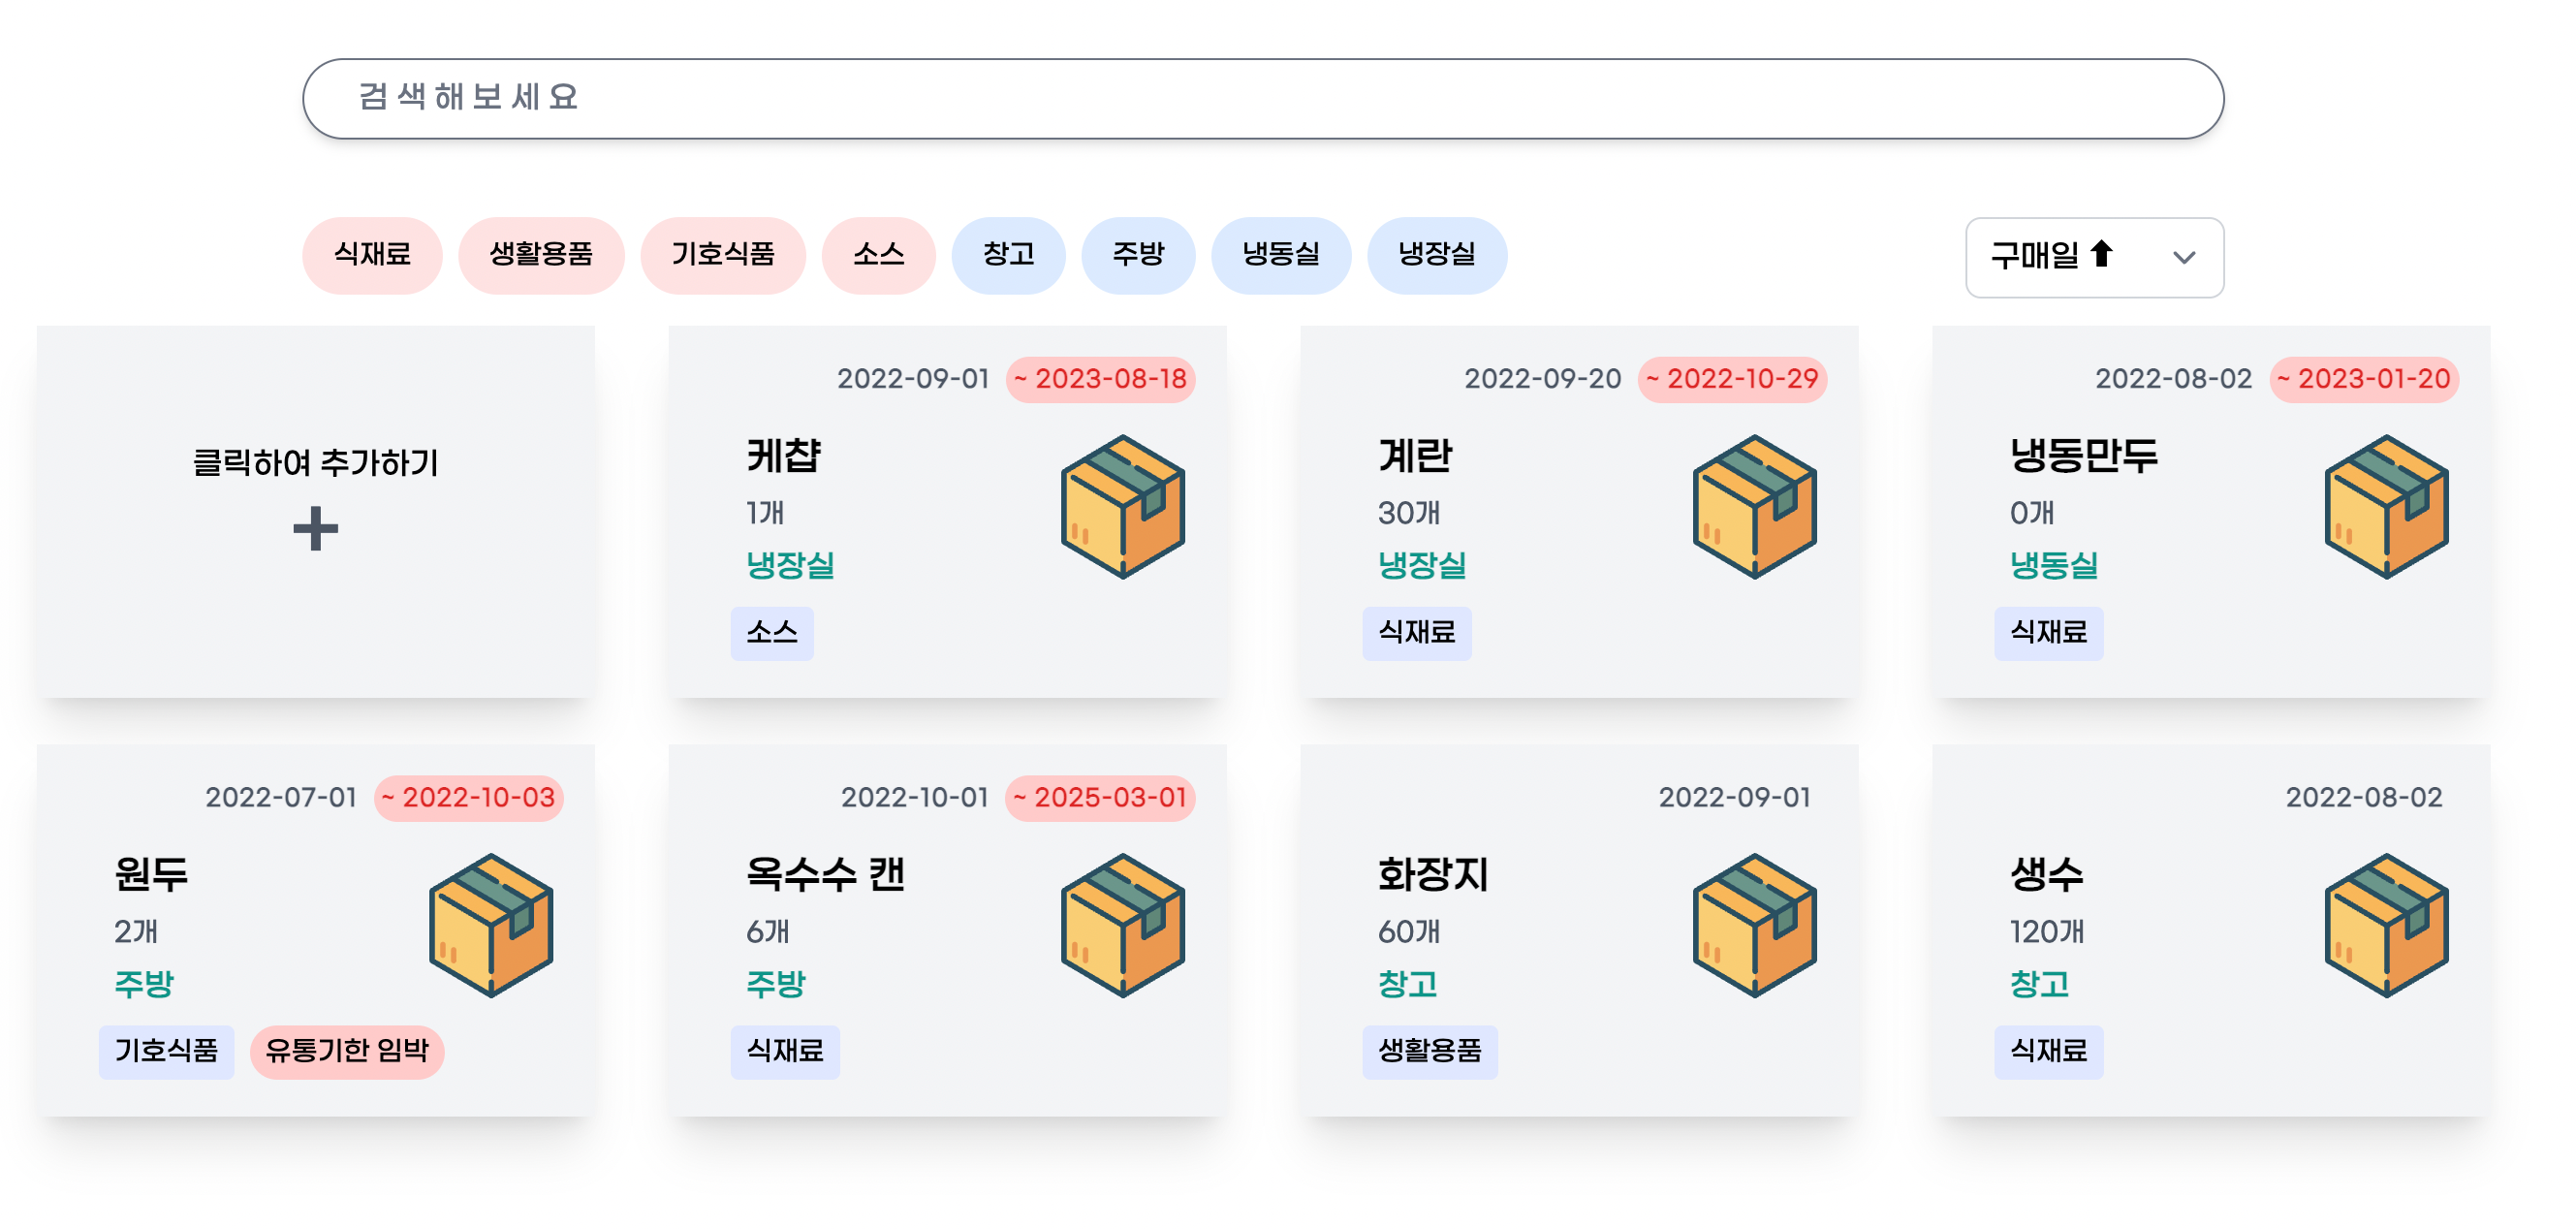 검색해보세요
식재료 생활용품 기호식품 소스 창고 주방 냉동실 냉장실 구매일 ⬆
클릭하여 추가하기
2022-09-01 ~ 2023-08-18
케찹
1개
냉장실
소스
2022-09-20 ~ 2022-10-29
계란
30개
냉장실
식재료
2022-08-02 ~ 2023-01-20
냉동만두
0개
냉동실
식재료
2022-07-01 ~ 2022-10-03
원두
2개
주방
기호식품 유통기한 임박
2022-10-01 ~ 2025-03-01
옥수수 캔
6개
주방
식재료
2022-09-01
화장지
60개
창고
생활용품
2022-08-02
생수
120개
창고
식재료